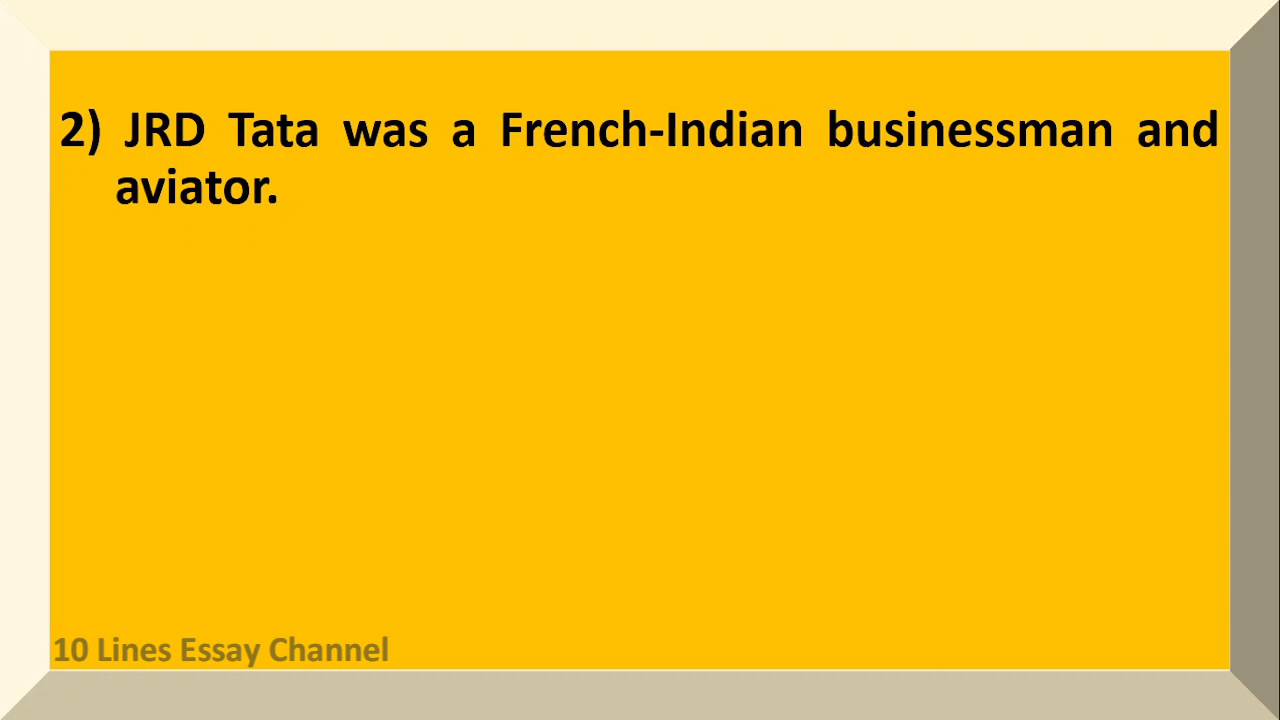 2) JRD Tata was a French-Indian businessman and
aviator.
10 Lines Essay Channel